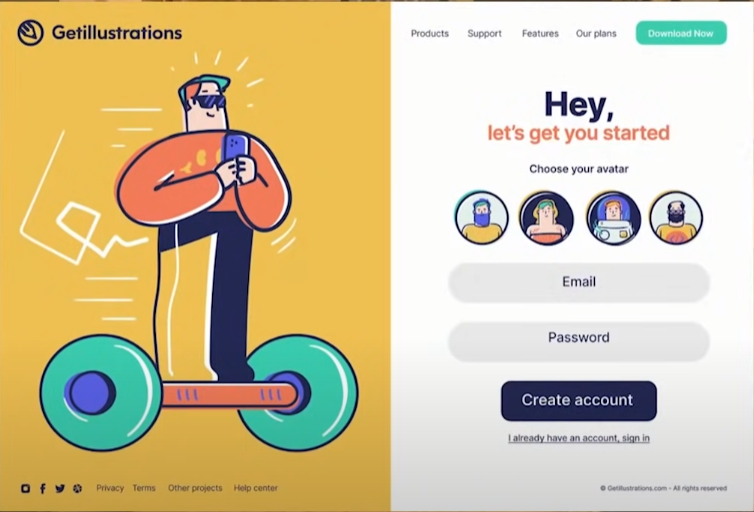 Getillustrations
Products Support Features Our plans Download Now
Hey,
let's get you started
Choose your avatar
Email
Password
Create account
I already have an account, sign in
Privacy Terms Other projects Help center
© Getillustrations.com - All rights reserved